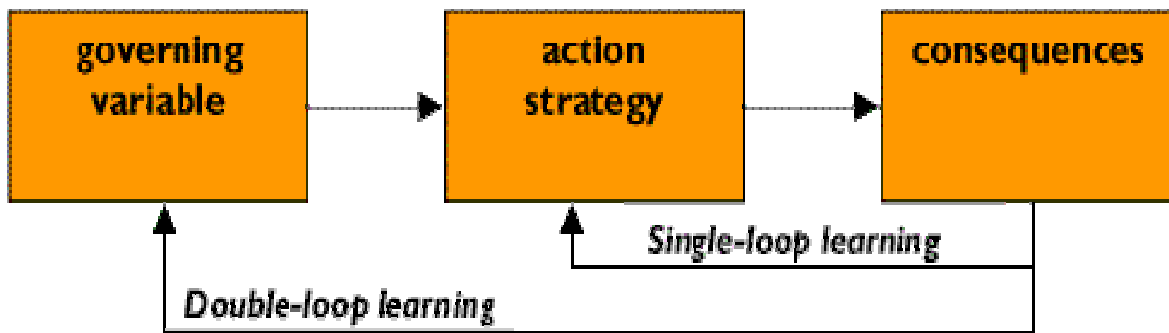 governing
variable
action
strategy
consequences
Single-loop learning
Double-loop learning